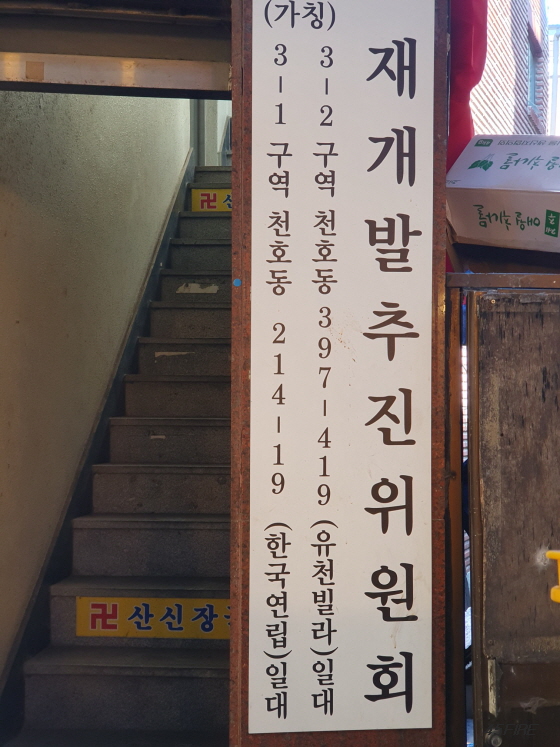 (가칭)
3-1 구역 천호동 214-19 (한국연립)일대
3-2 구역 천호동 397-419 (유천빌라)일대
재개발추진위원회
卍 산
卍 산신장